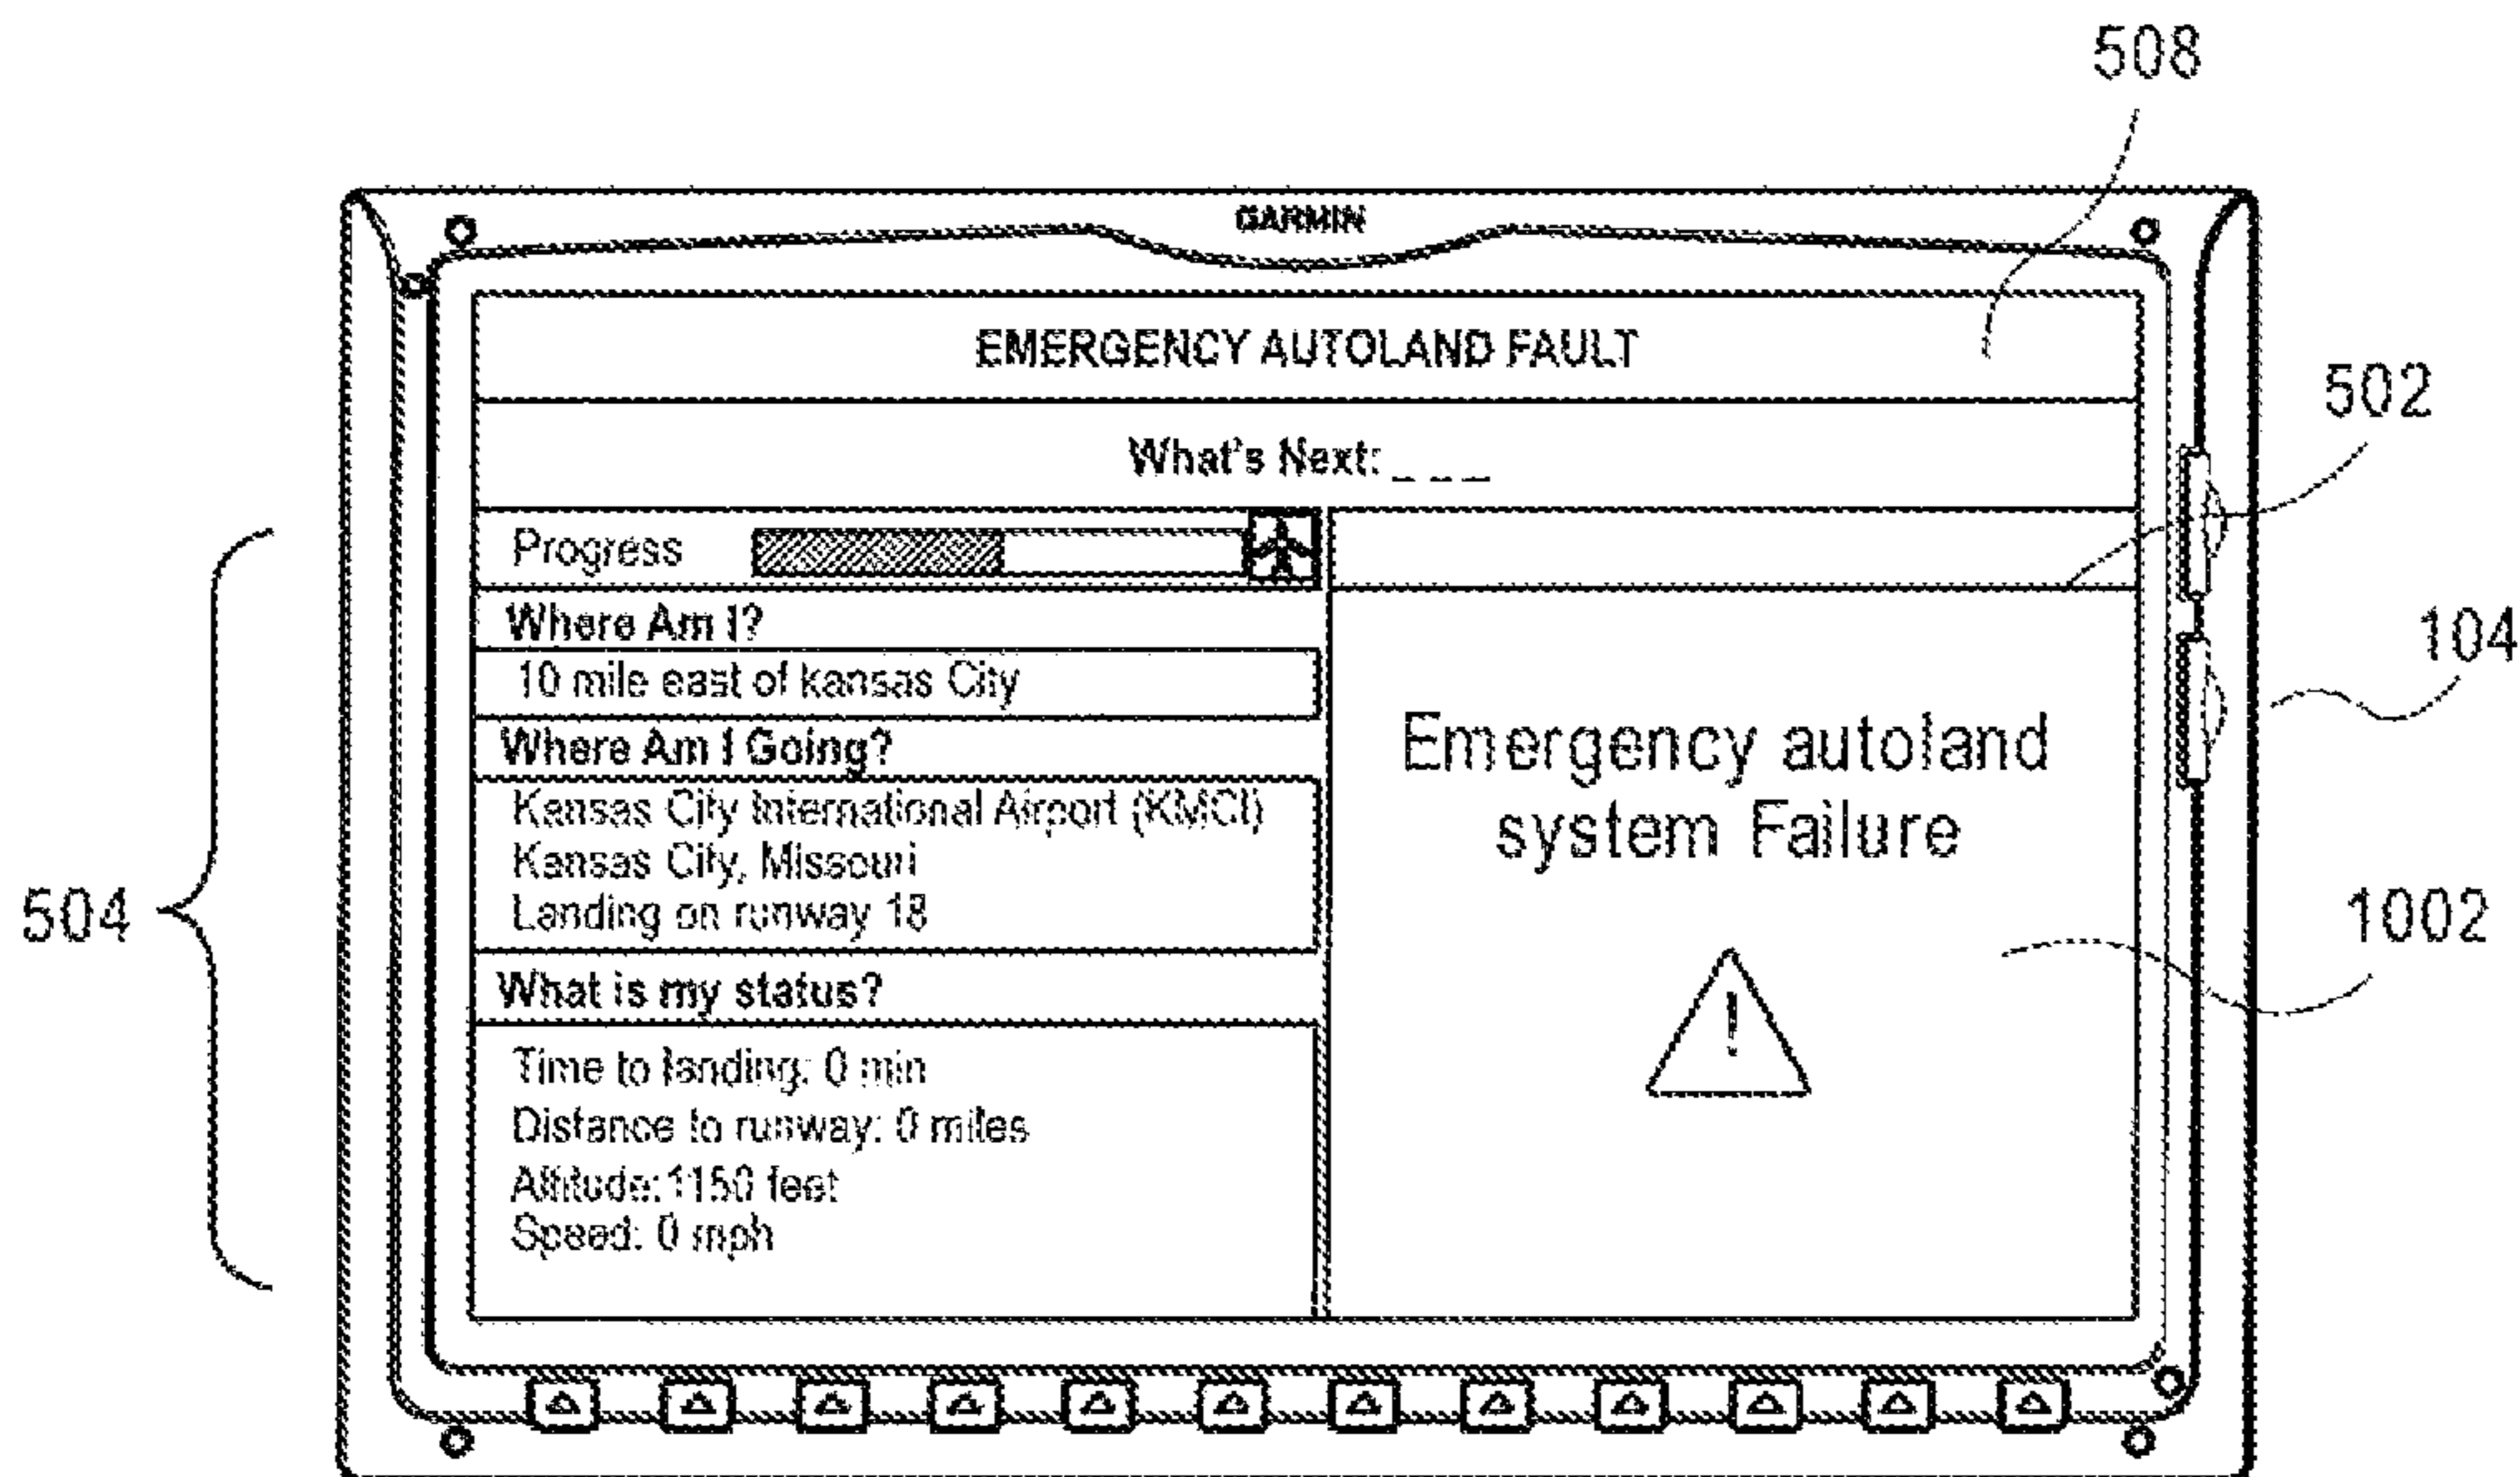 508
GARMIN
EMERGENCY AUTOLAND FAULT
502
What's Next: _ _ _
Progress
Where Am I?
104
10 mile east of kansas City
Where Am I Going?
Emergency autoland
system Failure
Kansas City International Airport (KMCI)
Kansas City, Missouri
Landing on runway 18
504
1002
What is my status?
!
Time to landing: 0 min
Distance to runway: 0 miles
Altitude:1150 feet
Speed: 0 mph